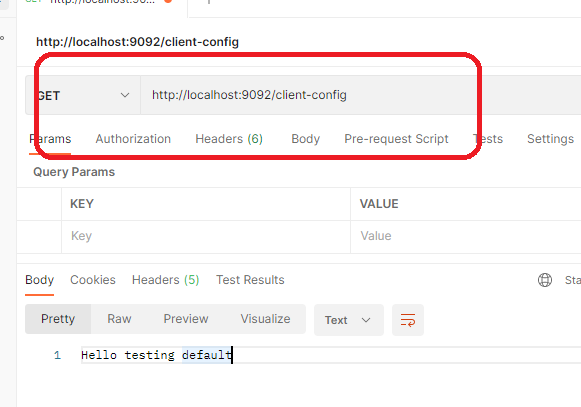 http://localhost:90...
http://localhost:9092/client-config
GET http://localhost:9092/client-config
Params Authorization Headers (6) Body Pre-request Script Tests Settings
Query Params
KEY VALUE
Key Value
Body Cookies Headers (5) Test Results
Pretty Raw Preview Visualize Text
1 Hello testing default